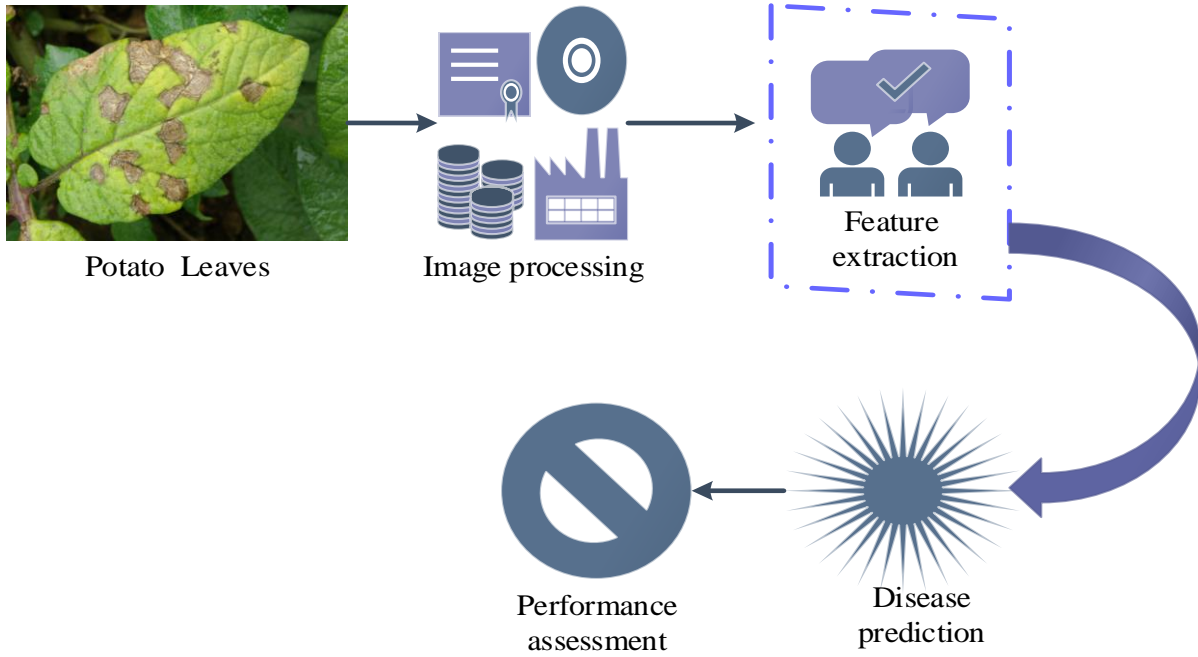 Potato Leaves
Image processing
Feature
extraction
Disease
prediction
Performance
assessment